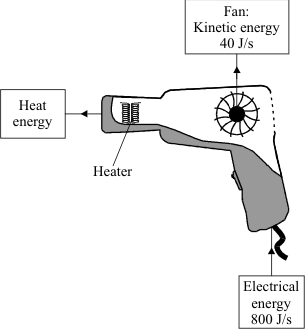 Fan:
Kinetic energy
40 J/s
Heat
energy
Heater
Electrical
energy
800 J/s